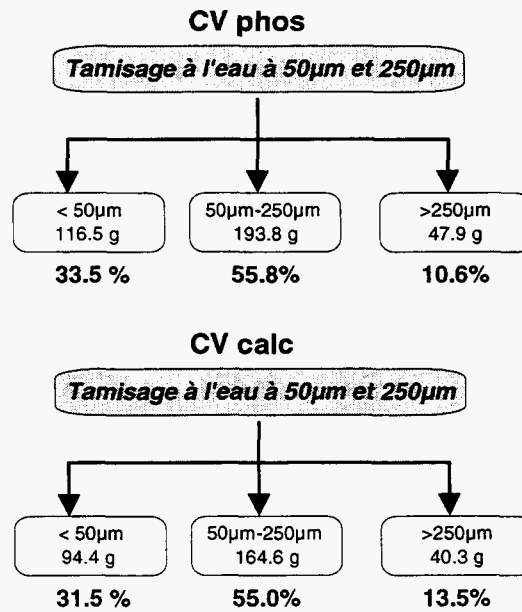 CV phos
Tamisage à l'eau à 50µm et 250µm
< 50µm 50µm-250µm >250µm
116.5 g 193.8 g 47.9 g
33.5 % 55.8% 10.6%
CV calc
Tamisage à l'eau à 50µm et 250µm
< 50µm 50µm-250µm >250µm
94.4 g 164.6 g 40.3 g
31.5 % 55.0% 13.5%